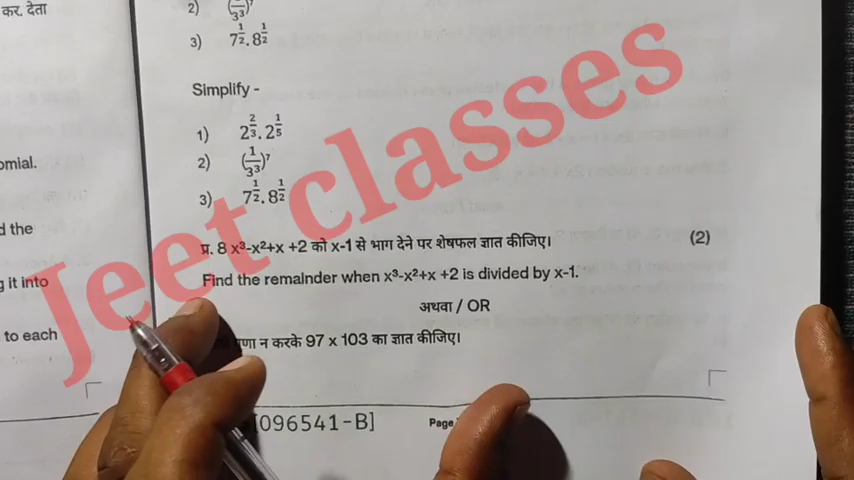 कर. देता
omial.
d the
g it into
to each
2) (1/3³)⁷
3) 7^(1/2).8^(1/2)
Simplify -
1) 2^(2/3).2^(1/5)
2) (1/3³)⁷
3) 7^(1/2).8^(1/2)
प्र. 8 x³-x²+x +2 को x-1 से भाग देने पर शेषफल ज्ञात कीजिए। (2)
Find the remainder when x³-x²+x +2 is divided by x-1.
अथवा / OR
न करके 97 x 103 का ज्ञात कीजिए।
[096541-B] Page
Jeet classes